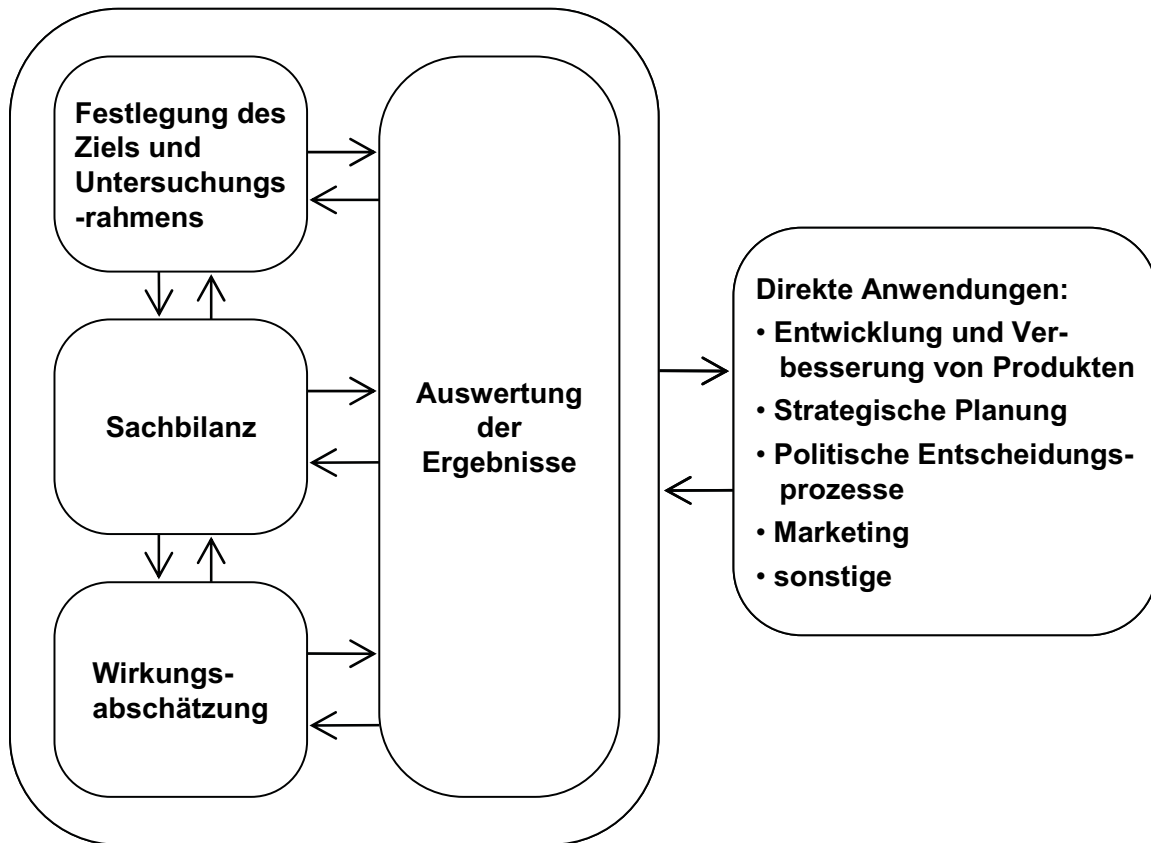 Festlegung des
Ziels und
Untersuchungs
-rahmens
Sachbilanz
Wirkungs-
abschätzung
Auswertung
der
Ergebnisse
Direkte Anwendungen:
• Entwicklung und Ver-
besserung von Produkten
• Strategische Planung
• Politische Entscheidungs-
prozesse
• Marketing
• sonstige